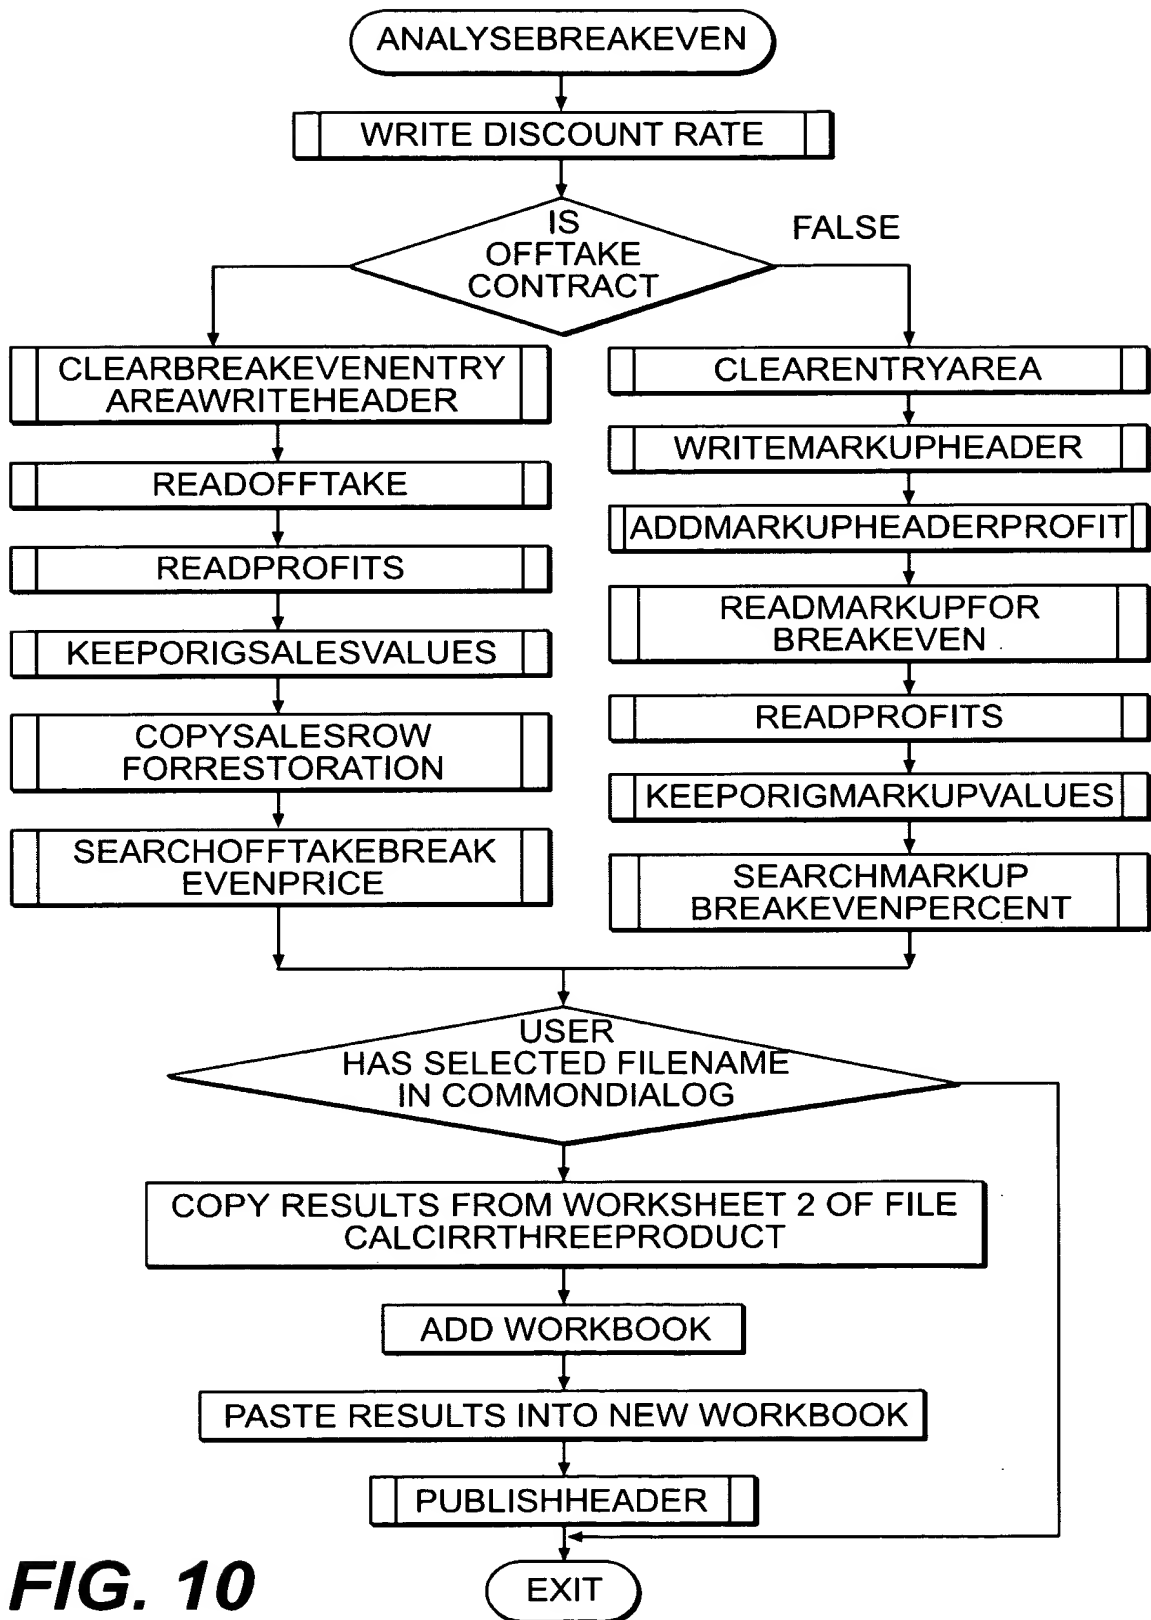 ANALYSEBREAKEVEN
WRITE DISCOUNT RATE
IS
OFFTAKE
CONTRACT
FALSE
CLEARBREAKEVENENTRY
AREAWRITEHEADER
READOFFTAKE
READPROFITS
KEEPORIGSALESVALUES
COPYSALESROW
FORRESTORATION
SEARCHOFFTAKEBREAK
EVENPRICE
CLEARENTRYAREA
WRITEMARKUPHEADER
ADDMARKUPHEADERPROFIT
READMARKUPFOR
BREAKEVEN
READPROFITS
KEEPORIGMARKUPVALUES
SEARCHMARKUP
BREAKEVENPERCENT
USER
HAS SELECTED FILENAME
IN COMMONDIALOG
COPY RESULTS FROM WORKSHEET 2 OF FILE
CALCIRRTHREEPRODUCT
ADD WORKBOOK
PASTE RESULTS INTO NEW WORKBOOK
PUBLISHHEADER
EXIT
FIG. 10